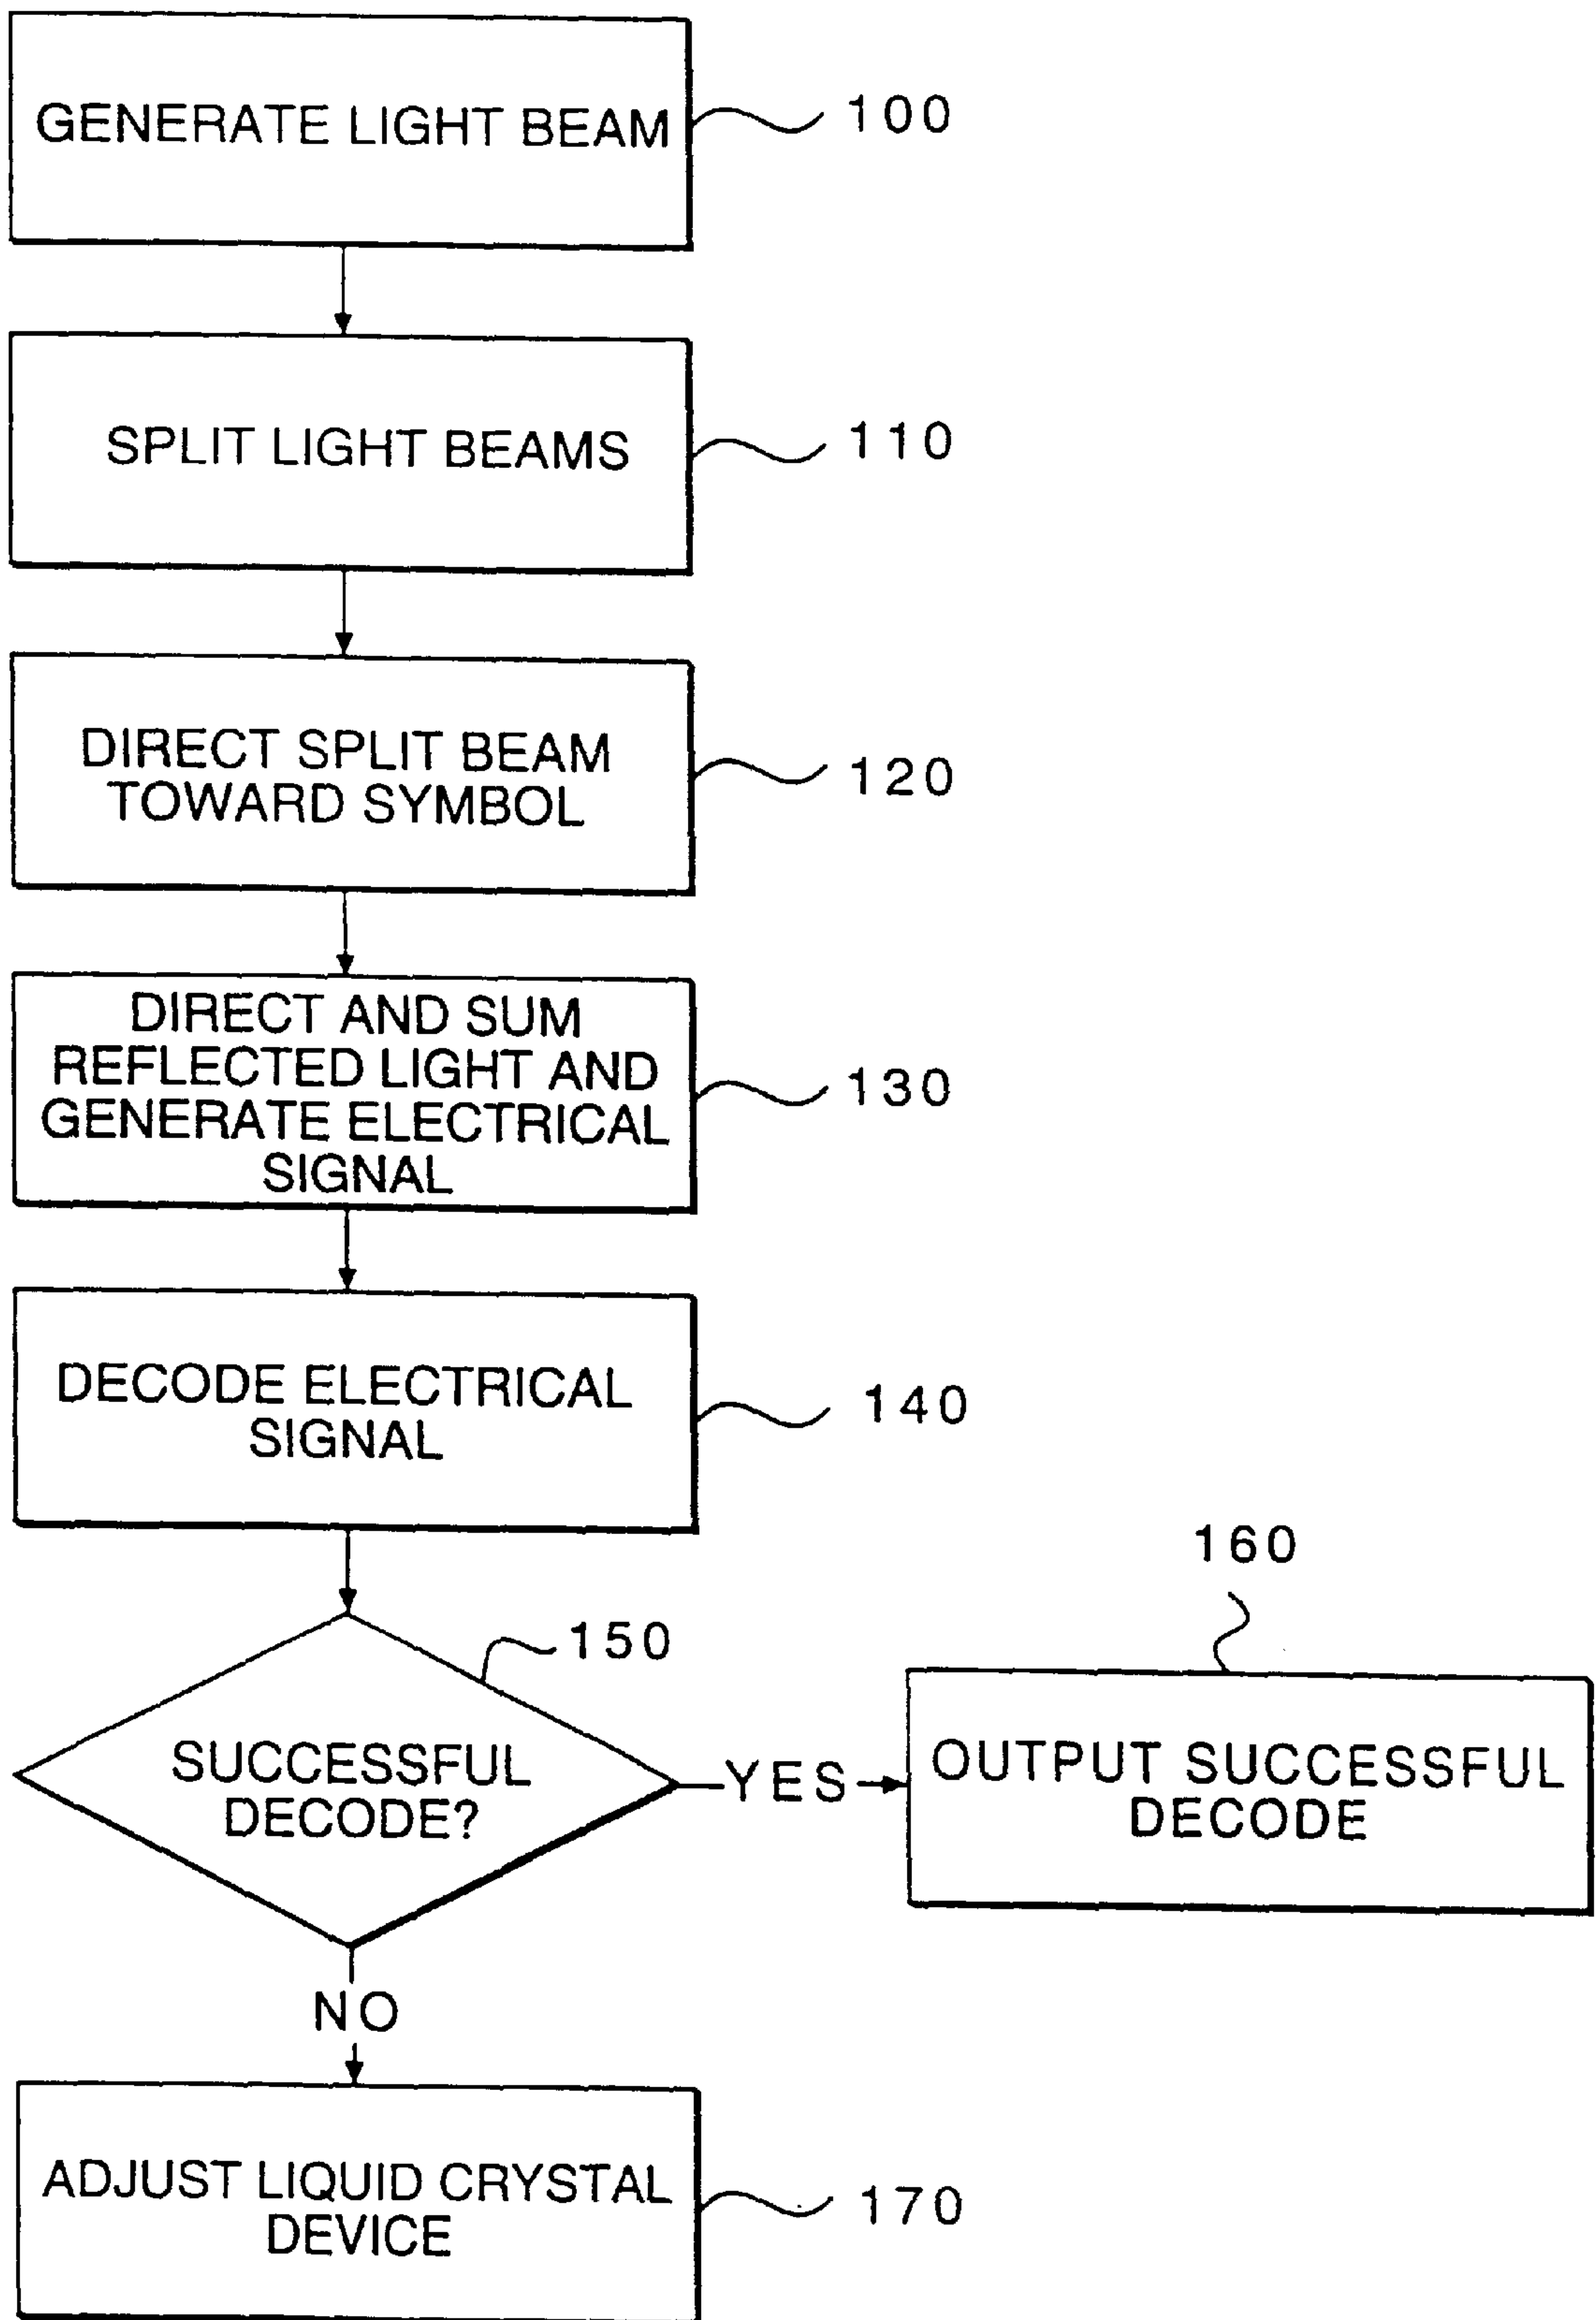 GENERATE LIGHT BEAM
100
SPLIT LIGHT BEAMS
110
DIRECT SPLIT BEAM
TOWARD SYMBOL
120
DIRECT AND SUM
REFLECTED LIGHT AND
GENERATE ELECTRICAL
SIGNAL
130
DECODE ELECTRICAL
SIGNAL
140
150
SUCCESSFUL
DECODE?
YES
160
OUTPUT SUCCESSFUL
DECODE
NO
ADJUST LIQUID CRYSTAL
DEVICE
170